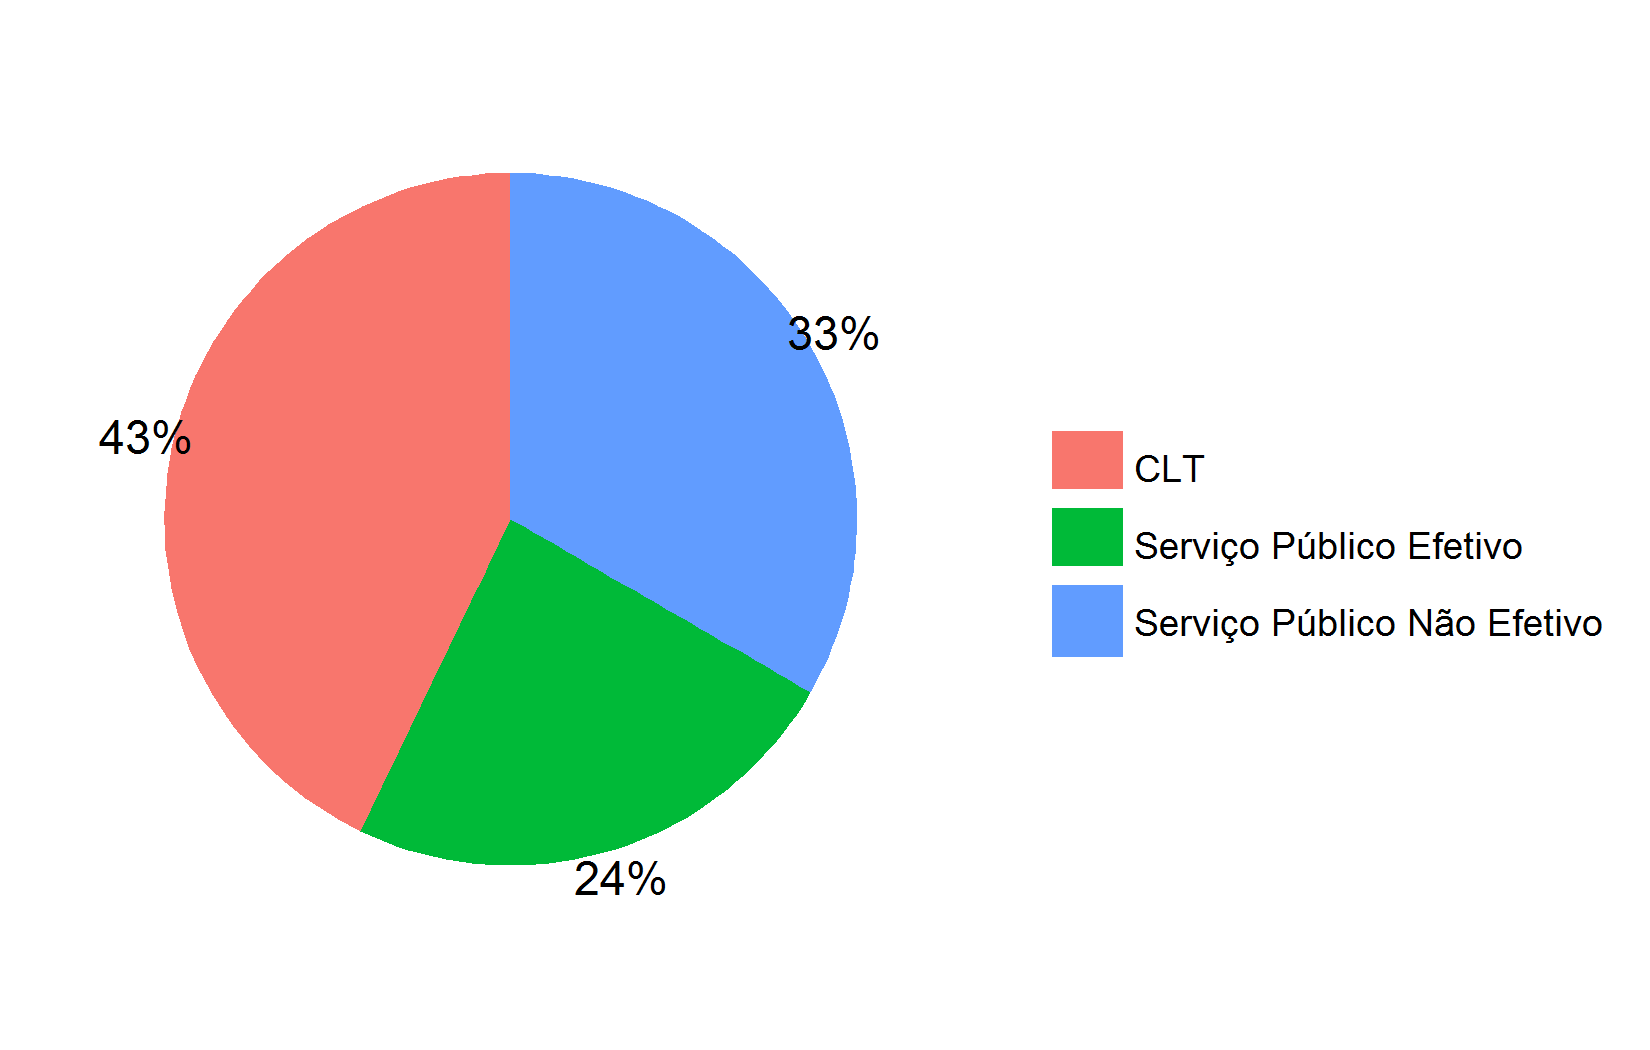 33%
43%
24%
CLT
Serviço Público Efetivo
Serviço Público Não Efetivo